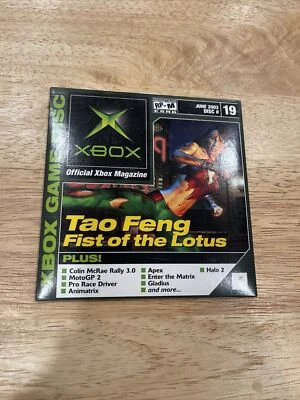 XBOX GAME DISC
XBOX
Official Xbox Magazine
RP-M
ESRB
JUNE 2003
DISC # 19
Tao Feng
Fist of the Lotus
PLUS!
Colin McRae Rally 3.0
MotoGP 2
Pro Race Driver
Animatrix
Apex
Enter the Matrix
Gladius
and more...
Halo 2